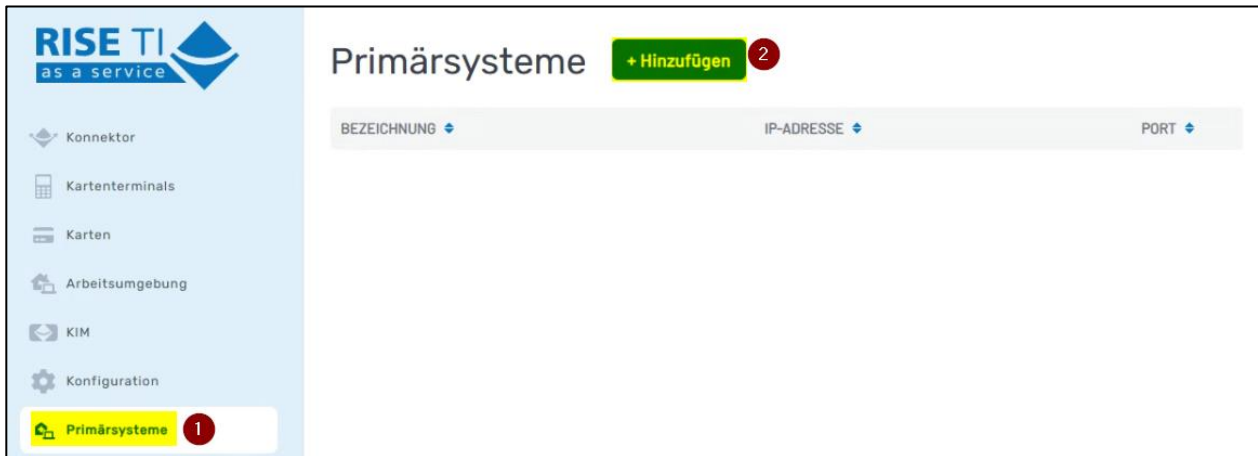 RISE TI
as a service
Primärsysteme
+ Hinzufügen
2
BEZEICHNUNG
IP-ADRESSE
PORT
Konnektor
Kartenterminals
Karten
Arbeitsumgebung
KIM
Konfiguration
Primärsysteme
1